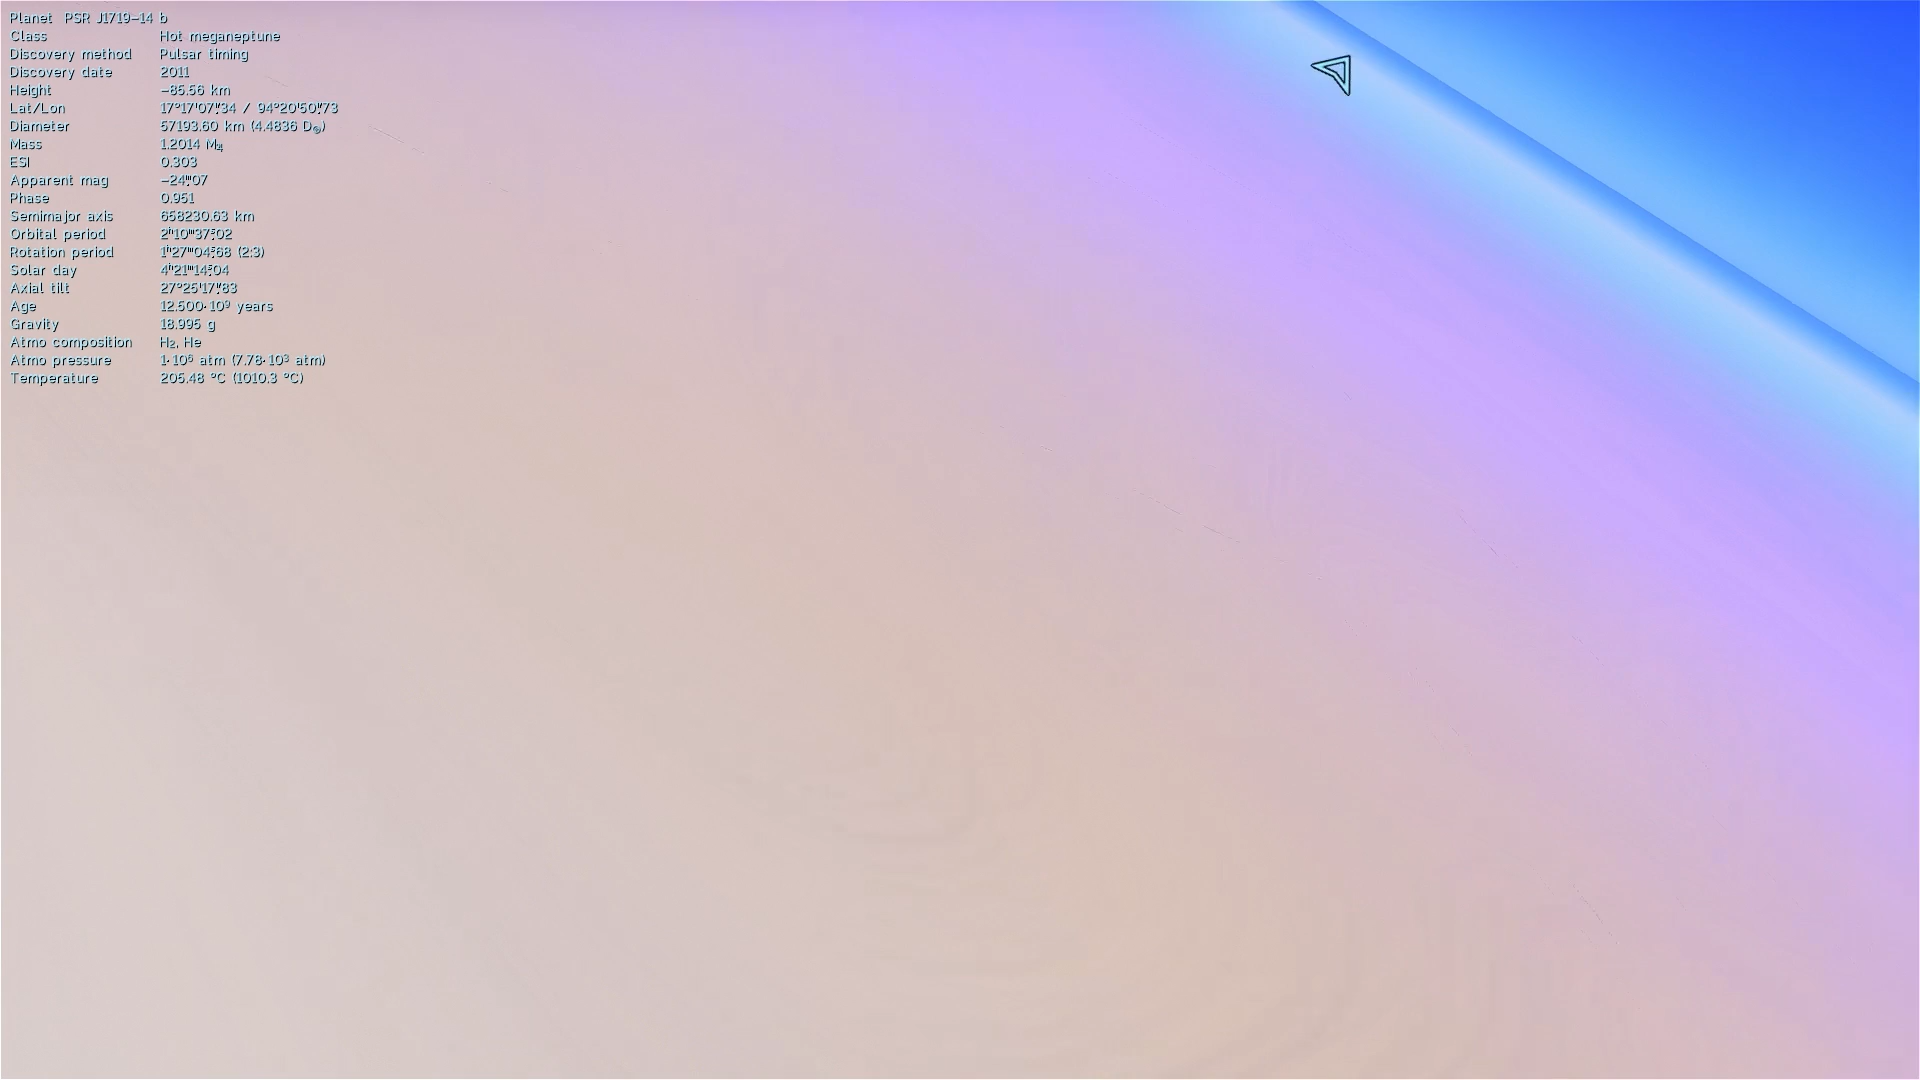 Planet PSR J1719-14 b
Class Hot meganeptune
Discovery method Pulsar timing
Discovery date 2011
Height -85.56 km
Lat/Lon 17°17'07"34 / 94°20'50"73
Diameter 57193.60 km (4.4836 D⊕)
Mass 1.2014 M♃
ESI 0.303
Apparent mag -24ᵐ.07
Phase 0.951
Semimajor axis 658230.63 km
Orbital period 2ʰ10ᵐ37ˢ.02
Rotation period 1ʰ27ᵐ04ˢ.68 (2:3)
Solar day 4ʰ21ᵐ14ˢ.04
Axial tilt 27°25'17"83
Age 12.500·10⁹ years
Gravity 18.995 g
Atmo composition H₂, He
Atmo pressure 1·10⁶ atm (7.78·10³ atm)
Temperature 205.48 °C (1010.3 °C)